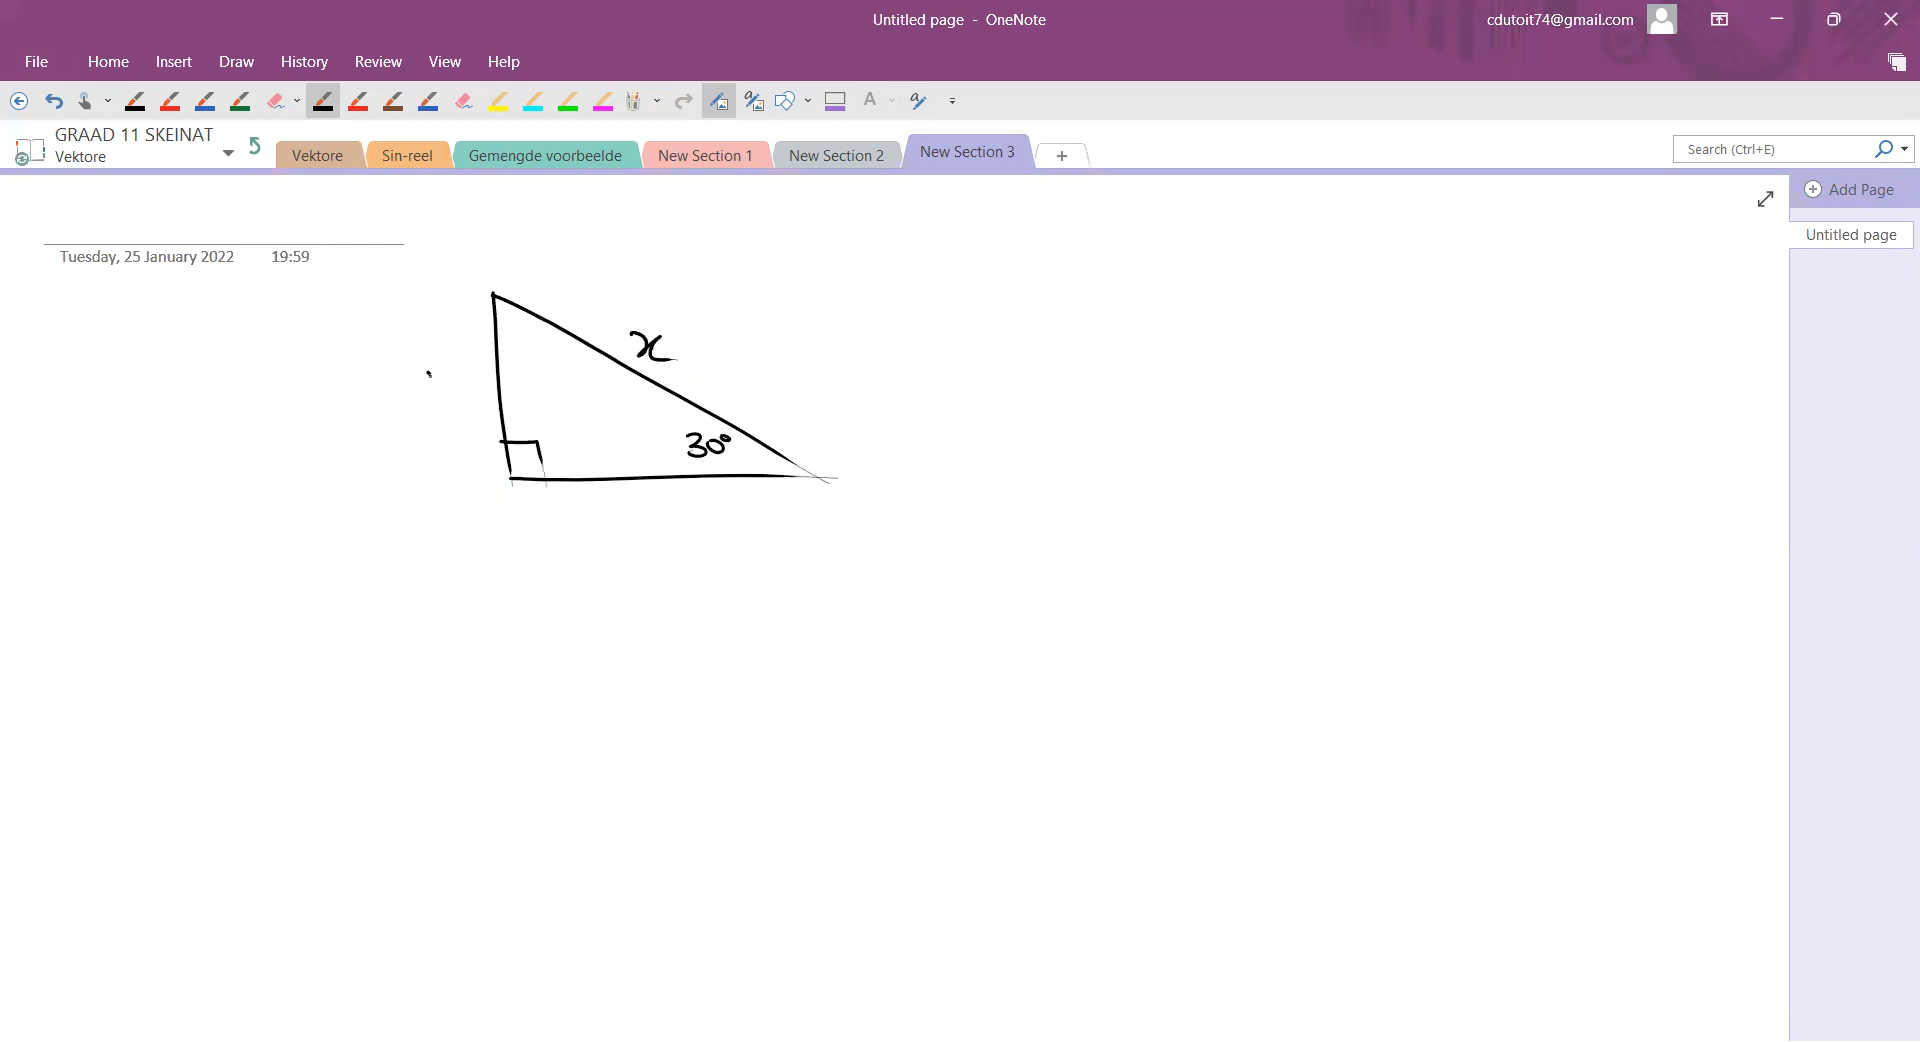 Untitled page - OneNote
cdutoit74@gmail.com
File Home Insert Draw History Review View Help
A
GRAAD 11 SKEINAT
Vektore
Vektore Sin-reel Gemengde voorbeelde New Section 1 New Section 2 New Section 3 +
Search (Ctrl+E)
Add Page
Untitled page
Tuesday, 25 January 2022 19:59
x
30°